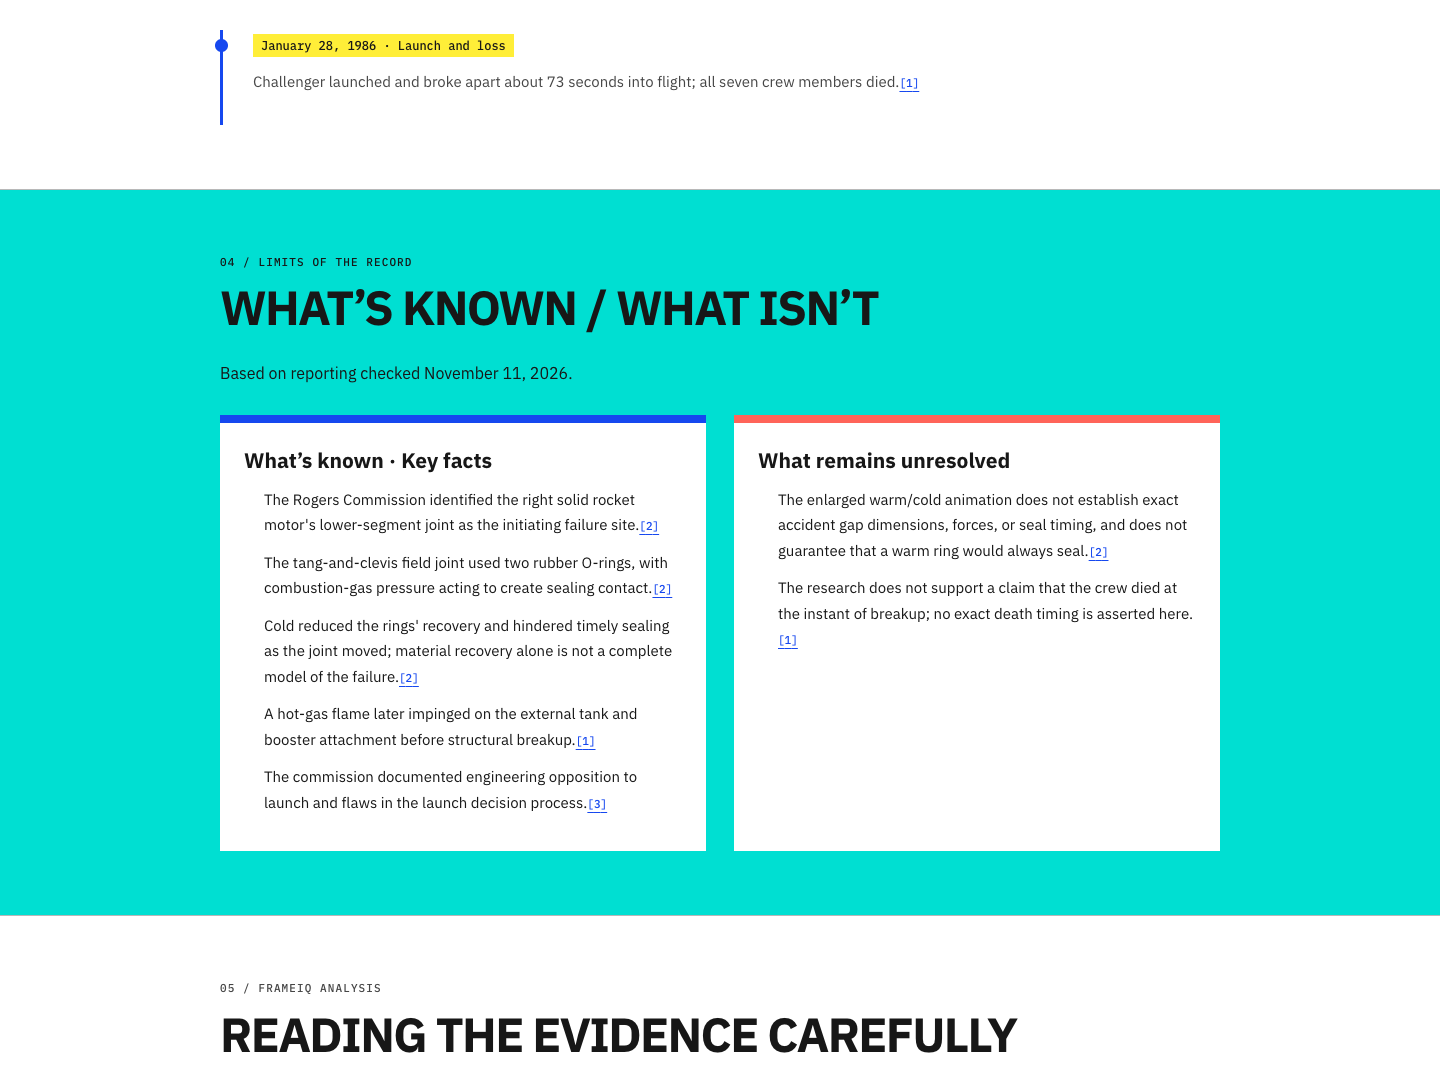 January 28, 1986 · Launch and loss
Challenger launched and broke apart about 73 seconds into flight; all seven crew members died.[1]
04 / LIMITS OF THE RECORD
WHAT’S KNOWN / WHAT ISN’T
Based on reporting checked November 11, 2026.
What’s known · Key facts
The Rogers Commission identified the right solid rocket
motor's lower-segment joint as the initiating failure site.[2]
The tang-and-clevis field joint used two rubber O-rings, with
combustion-gas pressure acting to create sealing contact.[2]
Cold reduced the rings' recovery and hindered timely sealing
as the joint moved; material recovery alone is not a complete
model of the failure.[2]
A hot-gas flame later impinged on the external tank and
booster attachment before structural breakup.[1]
The commission documented engineering opposition to
launch and flaws in the launch decision process.[3]
What remains unresolved
The enlarged warm/cold animation does not establish exact
accident gap dimensions, forces, or seal timing, and does not
guarantee that a warm ring would always seal.[2]
The research does not support a claim that the crew died at
the instant of breakup; no exact death timing is asserted here.
[1]
05 / FRAMEIQ ANALYSIS
READING THE EVIDENCE CAREFULLY